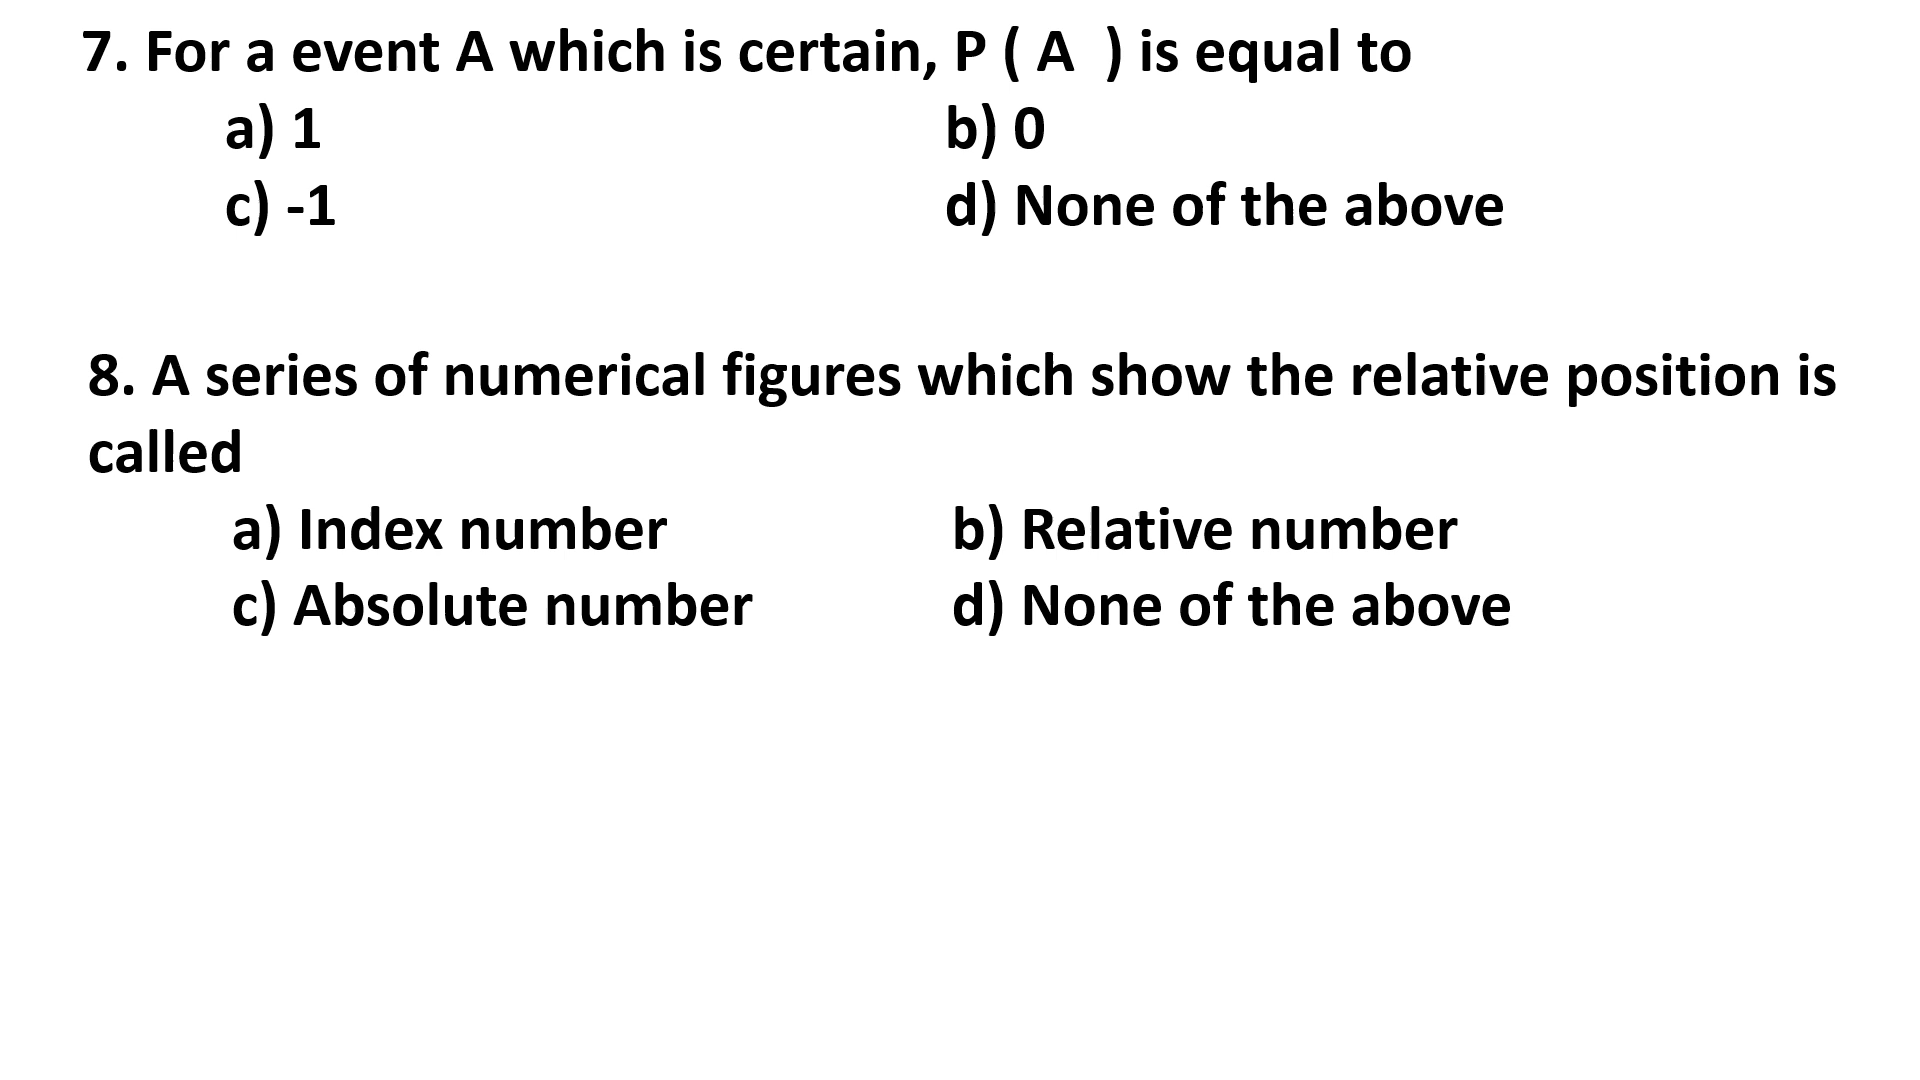 7. For a event A which is certain, P ( A  ) is equal to
a) 1 b) 0
c) -1 d) None of the above
8. A series of numerical figures which show the relative position is
called
a) Index number b) Relative number
c) Absolute number d) None of the above